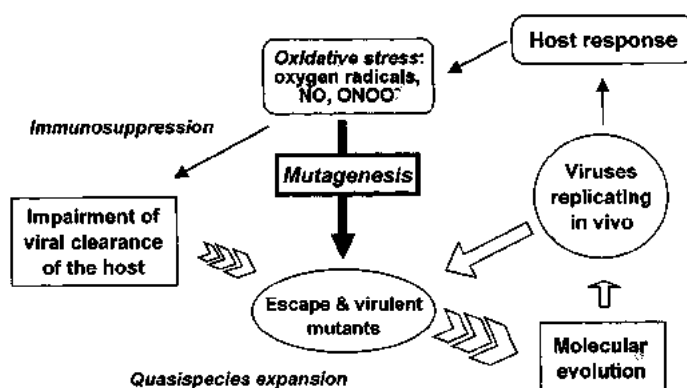 Host response
Oxidative stress:
oxygen radicals,
NO, ONOO⁻
Immunosuppression
Mutagenesis
Viruses
replicating
in vivo
Impairment of
viral clearance
of the host
Escape & virulent
mutants
Molecular
evolution
Quasispecies expansion